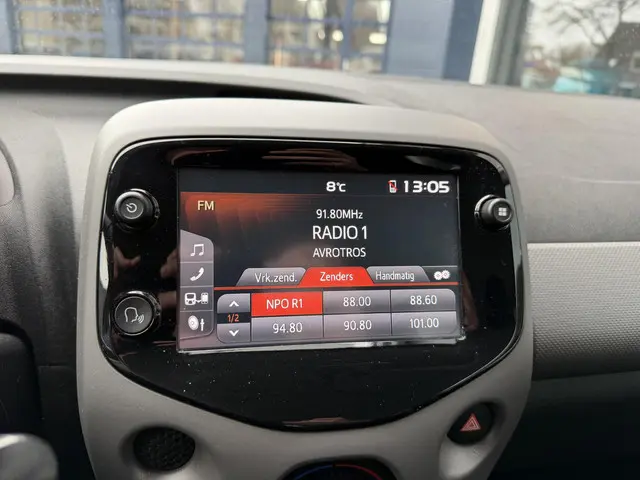 8°C 13:05
FM
91.80MHz
RADIO 1
AVROTROS
Vrk.zend. Zenders Handmatig
NPO R1 88.00 88.60
1/2
94.80 90.80 101.00